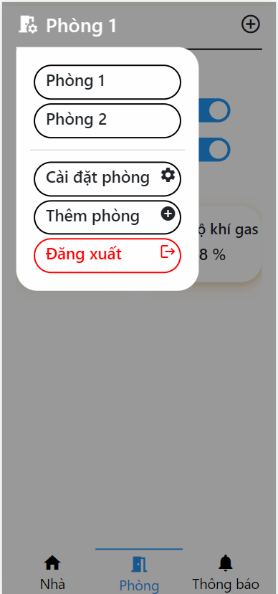 Phòng 1
Phòng 1
Phòng 2
Cài đặt phòng
Thêm phòng
Đăng xuất
khí gas
8 %
Nhà
Phòng
Thông báo